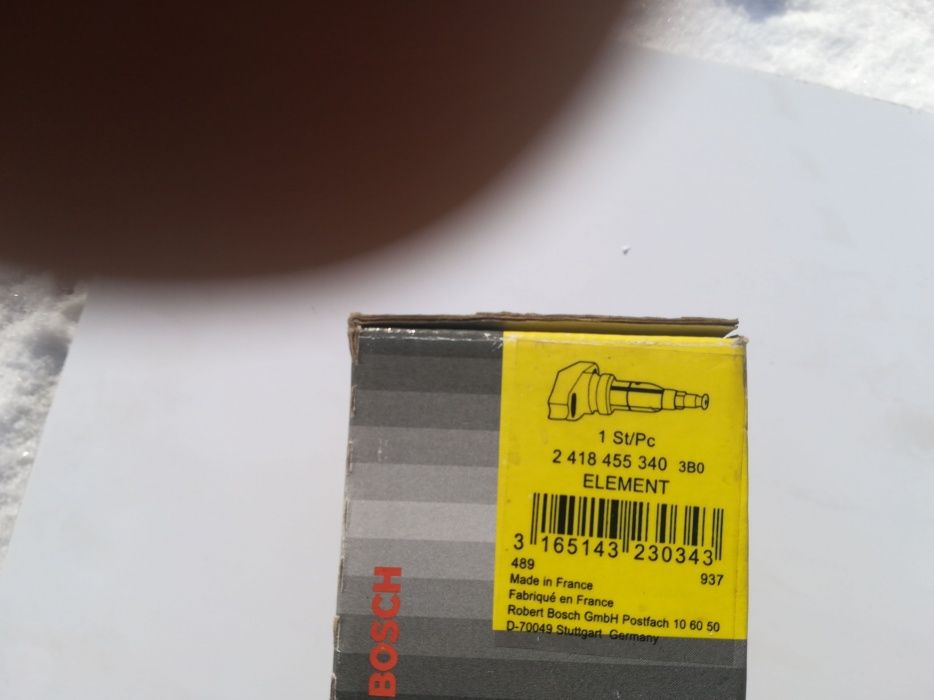 1 St/Pc
2 418 455 340 3B0
ELEMENT
3 165143 230343
489 937
Made in France
Fabriqué en France
Robert Bosch GmbH Postfach 10 60 50
D-70049 Stuttgart Germany
BOSCH